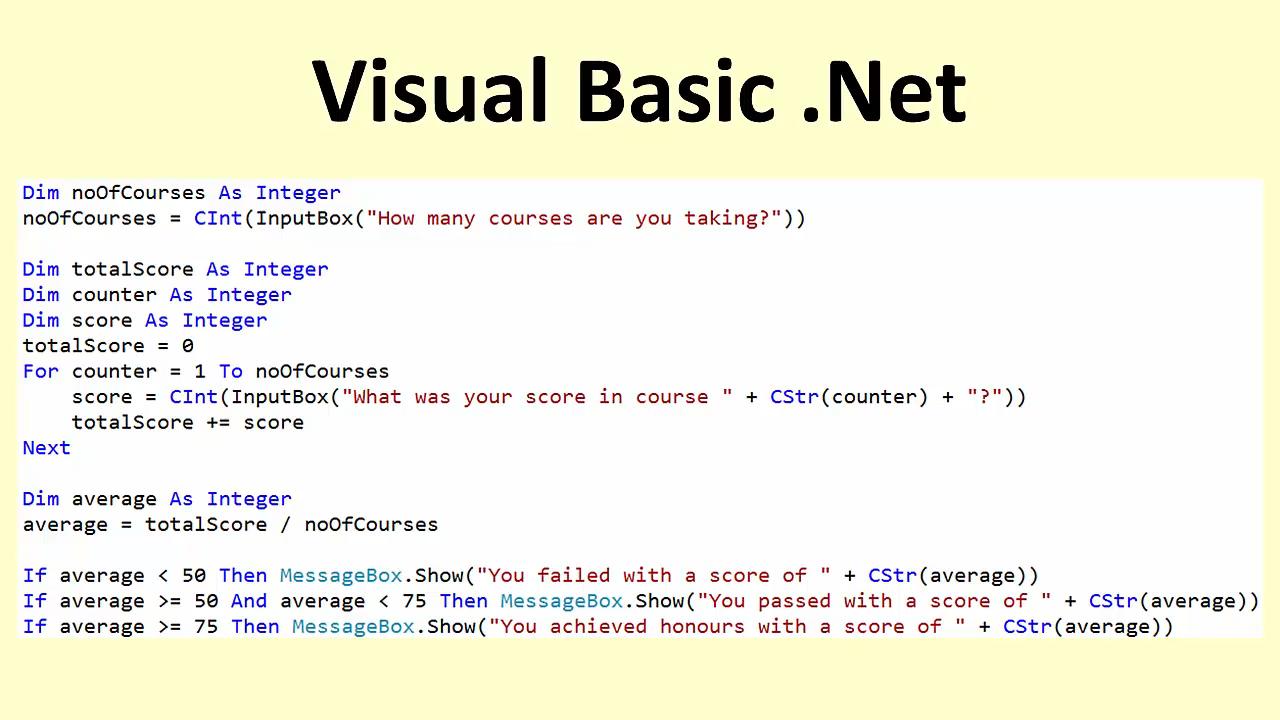 Visual Basic .Net
Dim noOfCourses As Integer
noOfCourses = CInt(InputBox("How many courses are you taking?"))
Dim totalScore As Integer
Dim counter As Integer
Dim score As Integer
totalScore = 0
For counter = 1 To noOfCourses
    score = CInt(InputBox("What was your score in course " + CStr(counter) + "?"))
    totalScore += score
Next
Dim average As Integer
average = totalScore / noOfCourses
If average < 50 Then MessageBox.Show("You failed with a score of " + CStr(average))
If average >= 50 And average < 75 Then MessageBox.Show("You passed with a score of " + CStr(average))
If average >= 75 Then MessageBox.Show("You achieved honours with a score of " + CStr(average))